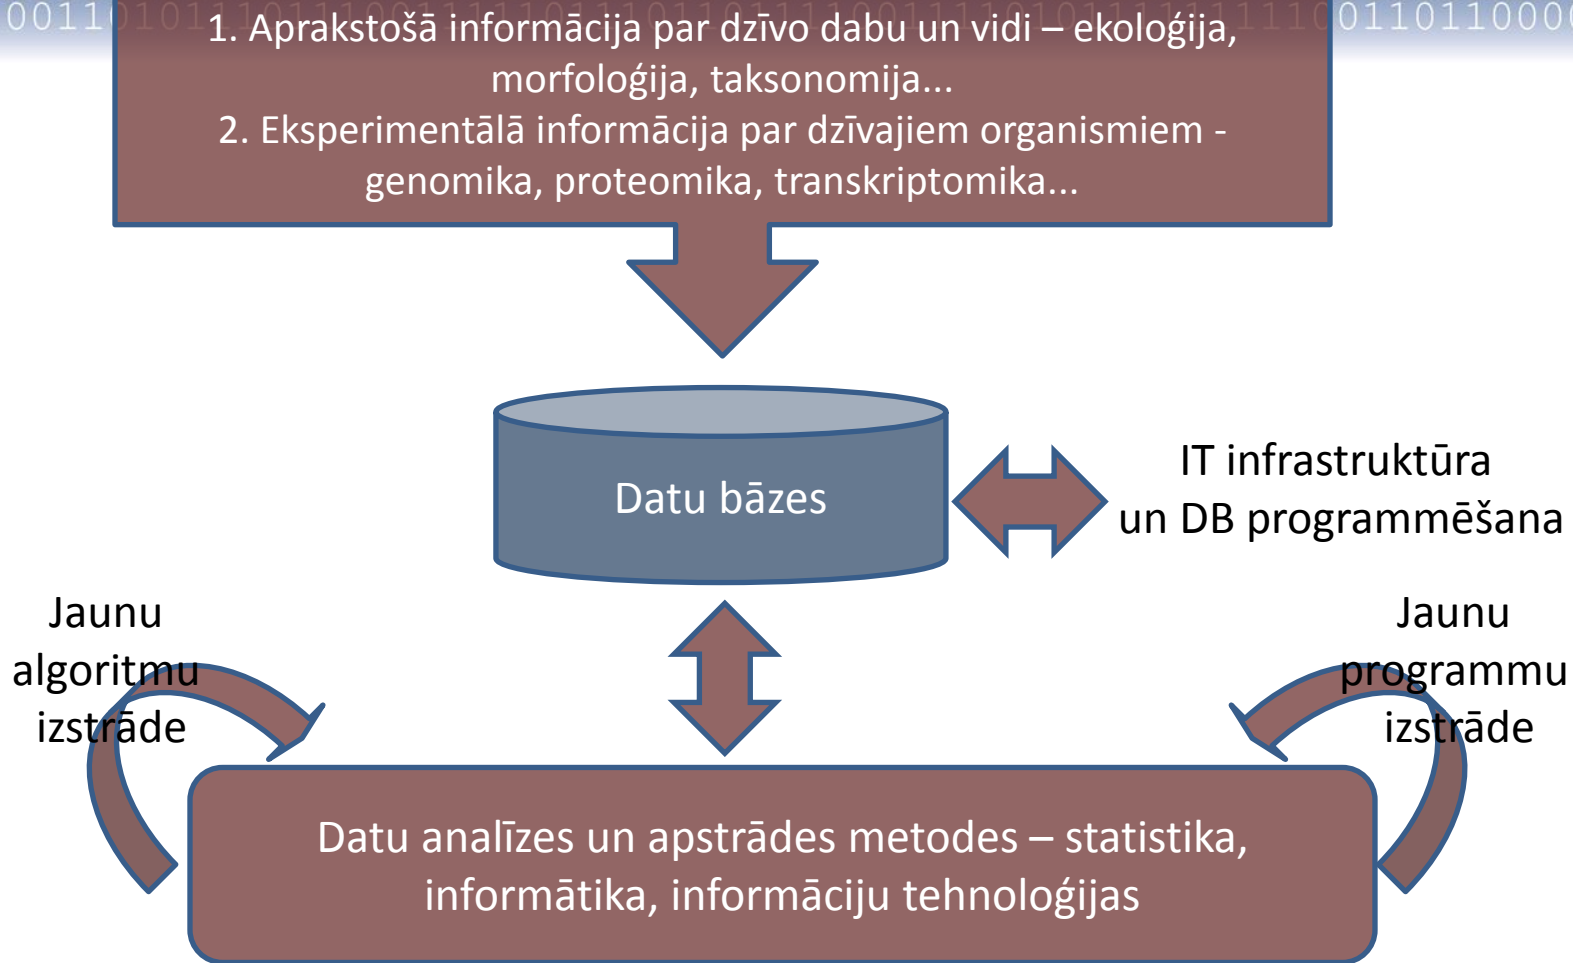 1. Aprakstošā informācija par dzīvo dabu un vidi – ekoloģija,
morfoloģija, taksonomija...
2. Eksperimentālā informācija par dzīvajiem organismiem -
genomika, proteomika, transkriptomika...
Datu bāzes
IT infrastruktūra
un DB programmēšana
Jaunu
algoritmu
izstrāde
Jaunu
programmu
izstrāde
Datu analīzes un apstrādes metodes – statistika,
informātika, informāciju tehnoloģijas